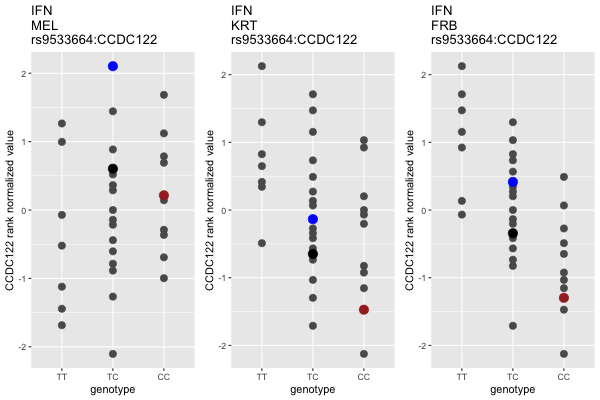 IFN
MEL
rs9533664:CCDC122
CCDC122 rank normalized value
2
1
0
-1
-2
TT
TC
CC
genotype
IFN
KRT
rs9533664:CCDC122
CCDC122 rank normalized value
2
1
0
-1
-2
TT
TC
CC
genotype
IFN
FRB
rs9533664:CCDC122
CCDC122 rank normalized value
2
1
0
-1
-2
TT
TC
CC
genotype